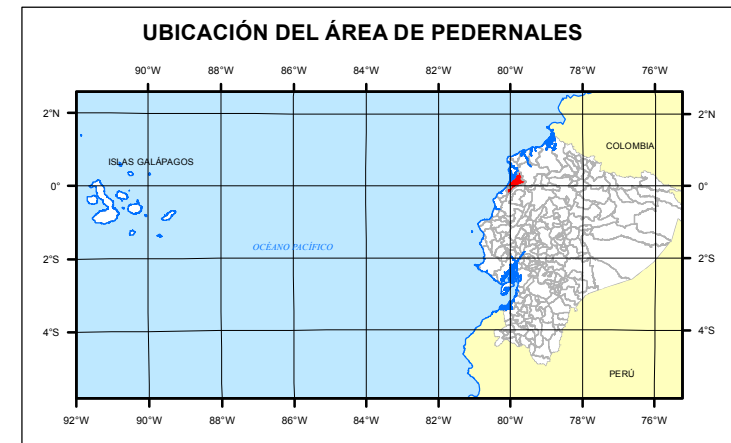 UBICACIÓN DEL ÁREA DE PEDERNALES
90°W 88°W 86°W 84°W 82°W 80°W 78°W 76°W
2°N 2°N
COLOMBIA
ISLAS GALÁPAGOS
0° 0°
OCÉANO PACÍFICO
2°S 2°S
4°S 4°S
PERÚ
92°W 90°W 88°W 86°W 84°W 82°W 80°W 78°W 76°W